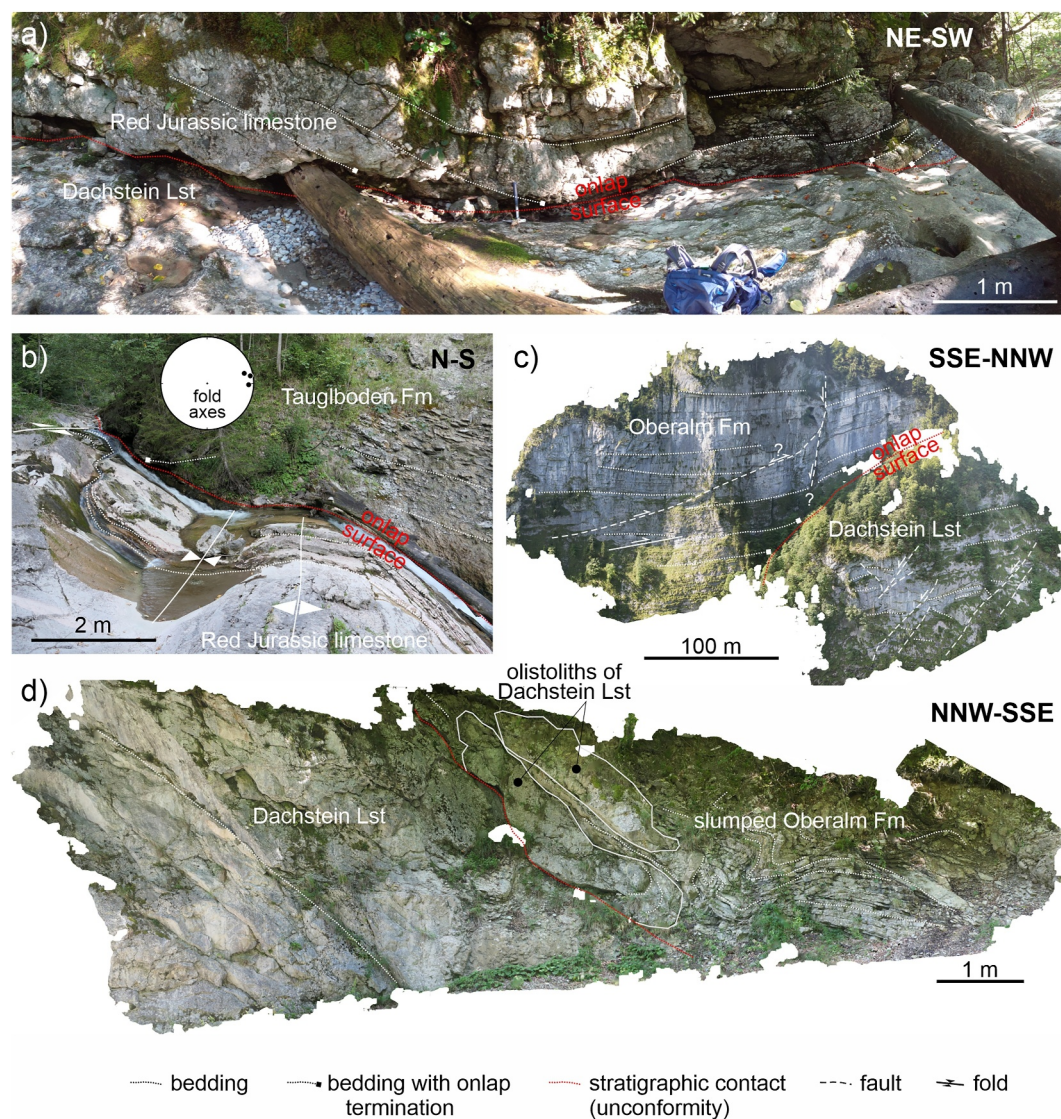 a)
NE-SW
Red Jurassic limestone
Dachstein Lst
onlap
surface
1 m
b)
N-S
fold
axes
Tauglboden Fm
onlap
surface
2 m
Red Jurassic limestone
c)
SSE-NNW
Oberalm Fm
?
?
onlap
surface
Dachstein Lst
100 m
d)
olistoliths of
Dachstein Lst
NNW-SSE
Dachstein Lst
slumped Oberalm Fm
1 m
bedding
bedding with onlap
termination
stratigraphic contact
(unconformity)
fault
fold